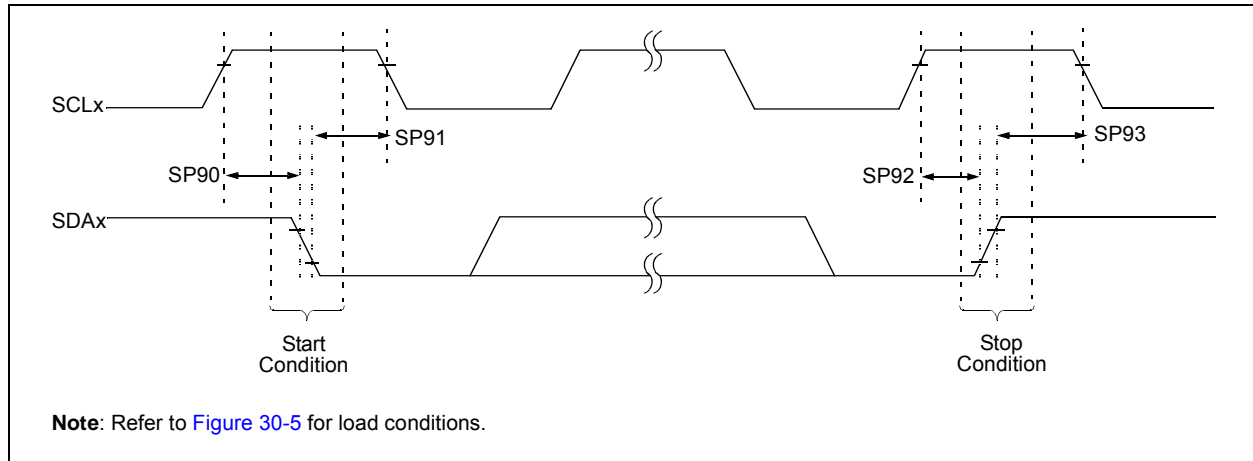 SCLx
SP91
SP93
SP90
SP92
SDAx
Start
Condition
Stop
Condition
Note: Refer to Figure 30-5 for load conditions.